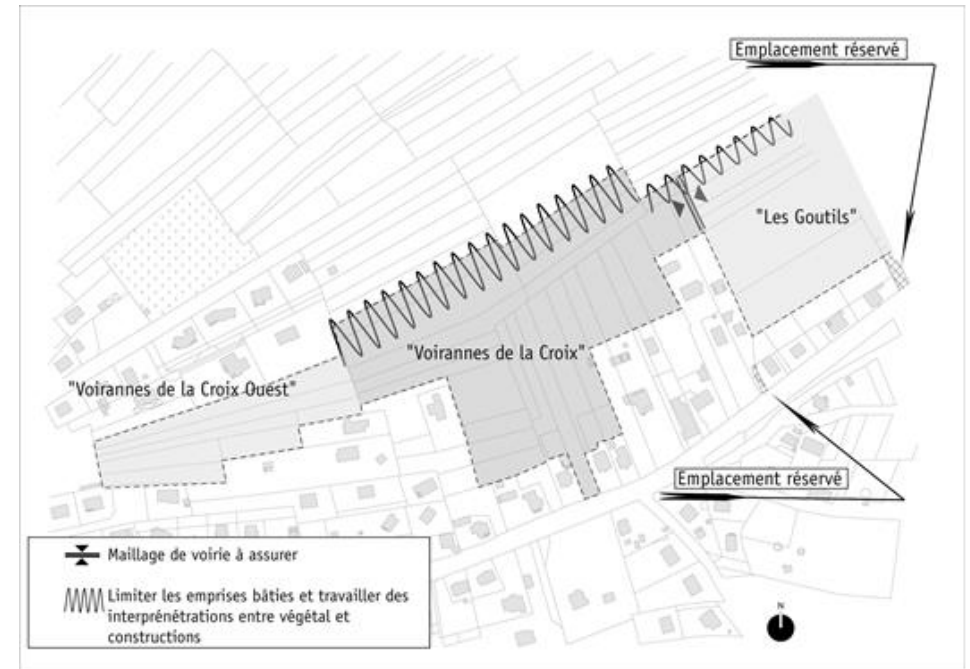 Emplacement réservé
"Les Goutils"
"Voirannes de la Croix"
"Voirannes de la Croix Ouest"
Emplacement réservé
Maillage de voirie à assurer
Limiter les emprises bâties et travailler des
interprénétrations entre végétal et
constructions
N